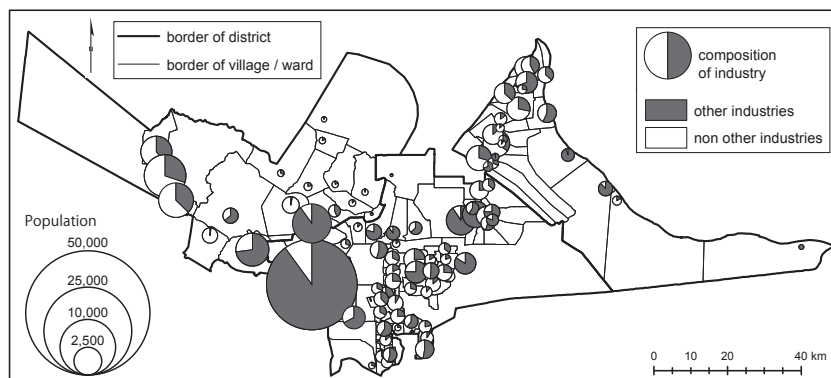 N
border of district
border of village / ward
composition
of industry
other industries
non other industries
Population
50,000
25,000
10,000
2,500
0 10 20 30 40 km